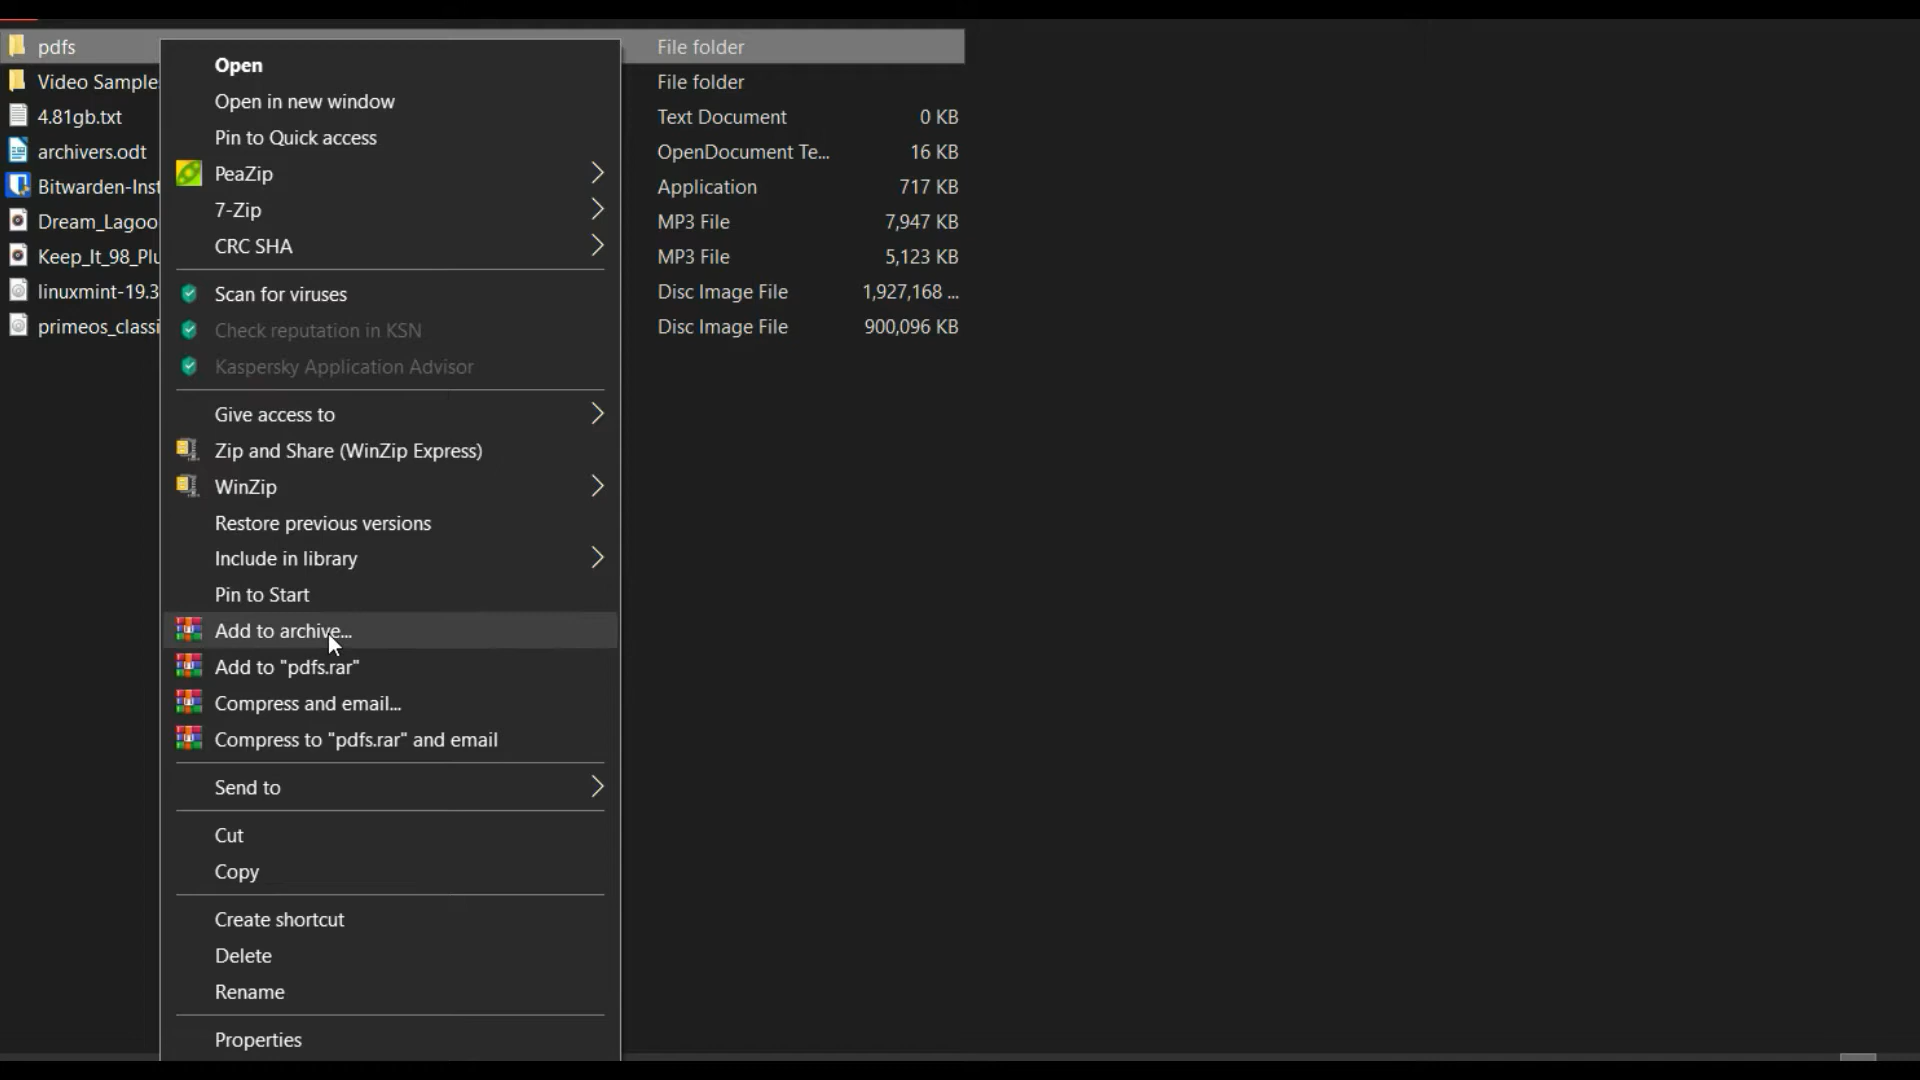 pdfs File folder
Video Sample File folder
4.81gb.txt Text Document 0 KB
archivers.odt OpenDocument Te... 16 KB
Bitwarden-Inst Application 717 KB
Dream_Lagoo MP3 File 7,947 KB
Keep_It_98_Plu MP3 File 5,123 KB
linuxmint-19.3 Disc Image File 1,927,168 ...
primeos_classi Disc Image File 900,096 KB
Open
Open in new window
Pin to Quick access
PeaZip
7-Zip
CRC SHA
Scan for viruses
Check reputation in KSN
Kaspersky Application Advisor
Give access to
Zip and Share (WinZip Express)
WinZip
Restore previous versions
Include in library
Pin to Start
Add to archive...
Add to "pdfs.rar"
Compress and email...
Compress to "pdfs.rar" and email
Send to
Cut
Copy
Create shortcut
Delete
Rename
Properties